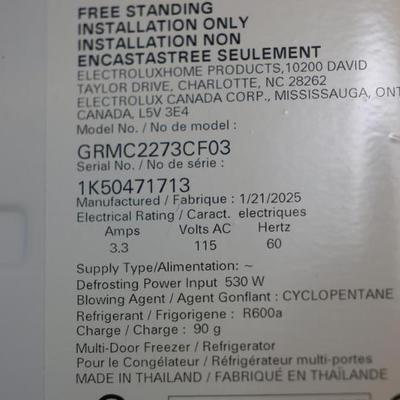 FREE STANDING
INSTALLATION ONLY
INSTALLATION NON
ENCASTASTREE SEULEMENT
ELECTROLUXHOME PRODUCTS,10200 DAVID
TAYLOR DRIVE, CHARLOTTE, NC 28262
ELECTROLUX CANADA CORP., MISSISSAUGA, ONT
CANADA, L5V 3E4
Model No. / No de model :
GRMC2273CF03
Serial No. / No de série :
1K50471713
Manufactured / Fabrique : 1/21/2025
Electrical Rating / Caract. electriques
Amps Volts AC Hertz
3.3 115 60
Supply Type/Alimentation: ~
Defrosting Power Input 530 W
Blowing Agent / Agent Gonflant : CYCLOPENTANE
Refrigerant / Frigorigene : R600a
Charge / Charge : 90 g
Multi-Door Freezer / Refrigerator
Pour le Congélateur / Réfrigérateur multi-portes
MADE IN THAILAND / FABRIQUÉ EN THAÏLANDE